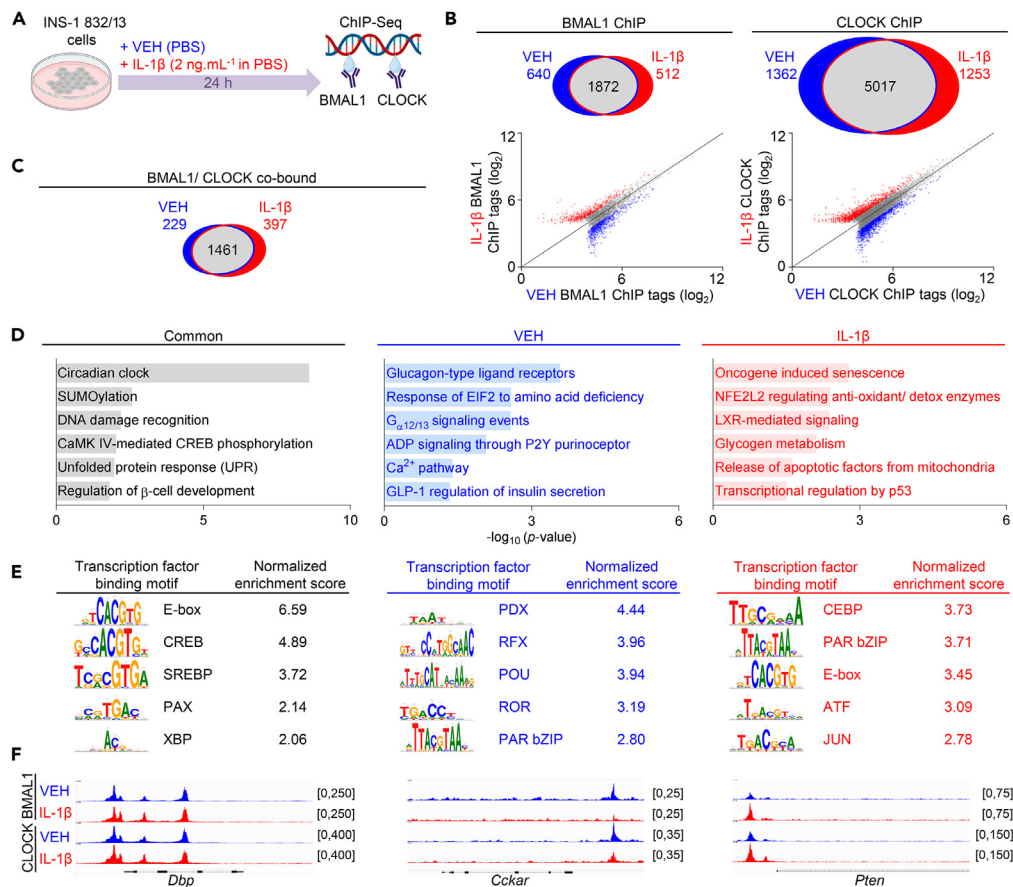 A
INS-1 832/13
cells
+ VEH (PBS)
+ IL-1β (2 ng.mL⁻¹ in PBS)
24 h
ChIP-Seq
BMAL1 CLOCK
B
BMAL1 ChIP
VEH
640
1872
IL-1β
512
12
6
0
IL-1β BMAL1
ChIP tags (log₂)
0 6 12
VEH BMAL1 ChIP tags (log₂)
CLOCK ChIP
VEH
1362
5017
IL-1β
1253
12
6
0
IL-1β CLOCK
ChIP tags (log₂)
0 6 12
VEH CLOCK ChIP tags (log₂)
C
BMAL1/ CLOCK co-bound
VEH
229
1461
IL-1β
397
D
Common
Circadian clock
SUMOylation
DNA damage recognition
CaMK IV-mediated CREB phosphorylation
Unfolded protein response (UPR)
Regulation of β-cell development
0 5 10
VEH
Glucagon-type ligand receptors
Response of EIF2 to amino acid deficiency
Gα12/13 signaling events
ADP signaling through P2Y purinoceptor
Ca²⁺ pathway
GLP-1 regulation of insulin secretion
0 3 6
-log₁₀ (p-value)
IL-1β
Oncogene induced senescence
NFE2L2 regulating anti-oxidant/ detox enzymes
LXR-mediated signaling
Glycogen metabolism
Release of apoptotic factors from mitochondria
Transcriptional regulation by p53
0 3 6
E
Transcription factor binding motif Normalized enrichment score
E-box 6.59
CREB 4.89
SREBP 3.72
PAX 2.14
XBP 2.06
Transcription factor binding motif Normalized enrichment score
PDX 4.44
RFX 3.96
POU 3.94
ROR 3.19
PAR bZIP 2.80
Transcription factor binding motif Normalized enrichment score
CEBP 3.73
PAR bZIP 3.71
E-box 3.45
ATF 3.09
JUN 2.78
F
BMAL1
CLOCK
VEH [0,250]
IL-1β [0,250]
VEH [0,400]
IL-1β [0,400]
Dbp
[0,25]
[0,25]
[0,35]
[0,35]
Cckar
[0,75]
[0,75]
[0,150]
[0,150]
Pten